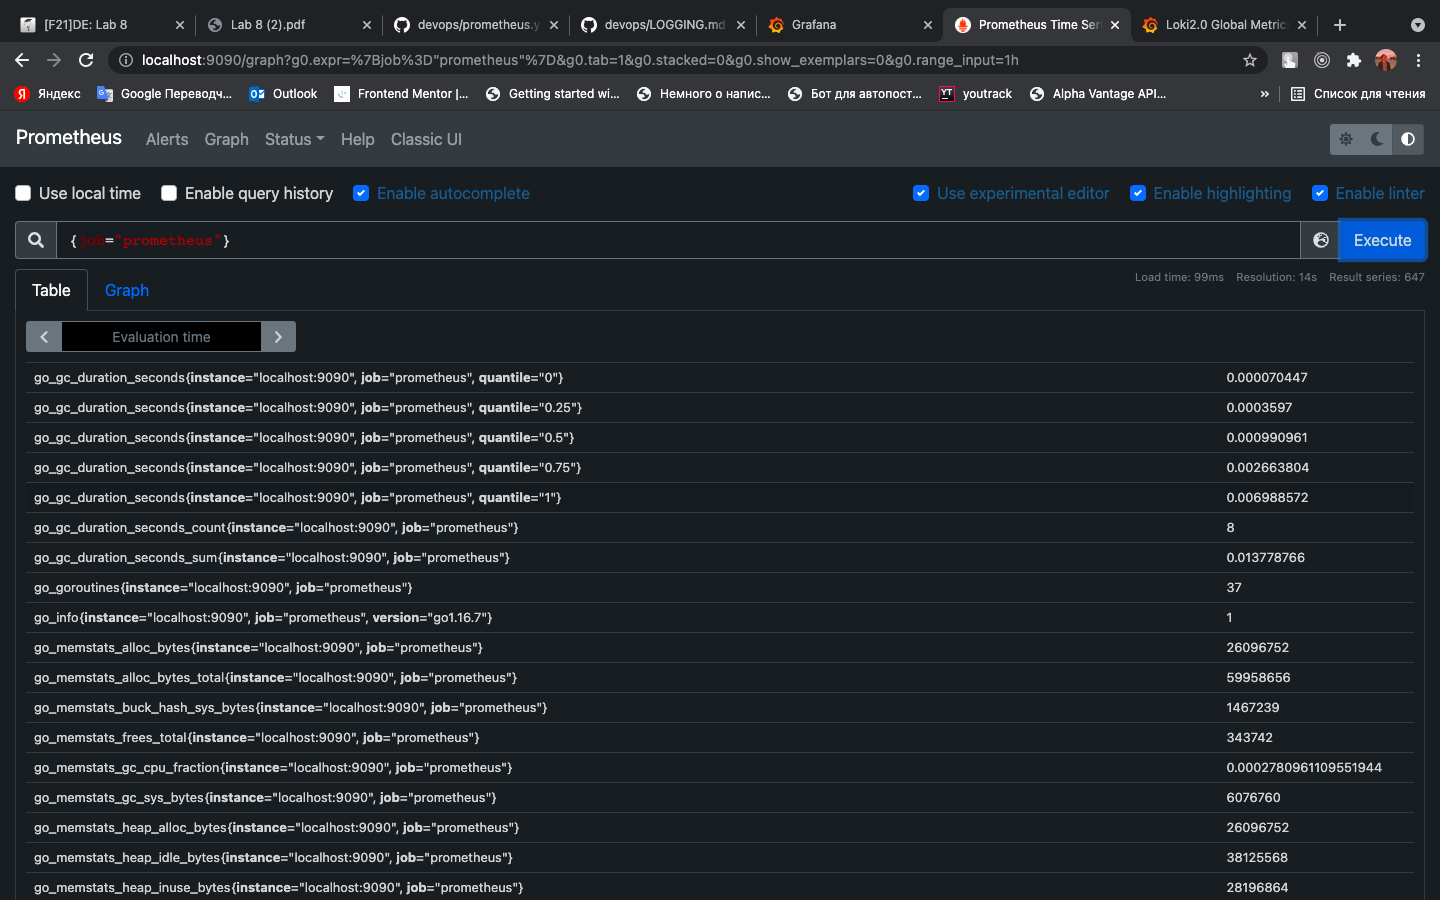 [F21]DE: Lab 8
Lab 8 (2).pdf
devops/prometheus.y
devops/LOGGING.md
Grafana
Prometheus Time Seri
Loki2.0 Global Metric
localhost:9090/graph?g0.expr=%7Bjob%3D"prometheus"%7D&g0.tab=1&g0.stacked=0&g0.show_exemplars=0&g0.range_input=1h
Яндекс
Google Переводч...
Outlook
Frontend Mentor |...
Getting started wi...
Немного о напис...
Бот для автопост...
youtrack
Alpha Vantage API...
»
Список для чтения
Prometheus
Alerts
Graph
Status
Help
Classic UI
Use local time
Enable query history
Enable autocomplete
Use experimental editor
Enable highlighting
Enable linter
{job="prometheus"}
Execute
Load time: 99ms Resolution: 14s Result series: 647
Table
Graph
Evaluation time
go_gc_duration_seconds{instance="localhost:9090", job="prometheus", quantile="0"} 0.000070447
go_gc_duration_seconds{instance="localhost:9090", job="prometheus", quantile="0.25"} 0.0003597
go_gc_duration_seconds{instance="localhost:9090", job="prometheus", quantile="0.5"} 0.000990961
go_gc_duration_seconds{instance="localhost:9090", job="prometheus", quantile="0.75"} 0.002663804
go_gc_duration_seconds{instance="localhost:9090", job="prometheus", quantile="1"} 0.006988572
go_gc_duration_seconds_count{instance="localhost:9090", job="prometheus"} 8
go_gc_duration_seconds_sum{instance="localhost:9090", job="prometheus"} 0.013778766
go_goroutines{instance="localhost:9090", job="prometheus"} 37
go_info{instance="localhost:9090", job="prometheus", version="go1.16.7"} 1
go_memstats_alloc_bytes{instance="localhost:9090", job="prometheus"} 26096752
go_memstats_alloc_bytes_total{instance="localhost:9090", job="prometheus"} 59958656
go_memstats_buck_hash_sys_bytes{instance="localhost:9090", job="prometheus"} 1467239
go_memstats_frees_total{instance="localhost:9090", job="prometheus"} 343742
go_memstats_gc_cpu_fraction{instance="localhost:9090", job="prometheus"} 0.0002780961109551944
go_memstats_gc_sys_bytes{instance="localhost:9090", job="prometheus"} 6076760
go_memstats_heap_alloc_bytes{instance="localhost:9090", job="prometheus"} 26096752
go_memstats_heap_idle_bytes{instance="localhost:9090", job="prometheus"} 38125568
go_memstats_heap_inuse_bytes{instance="localhost:9090", job="prometheus"} 28196864